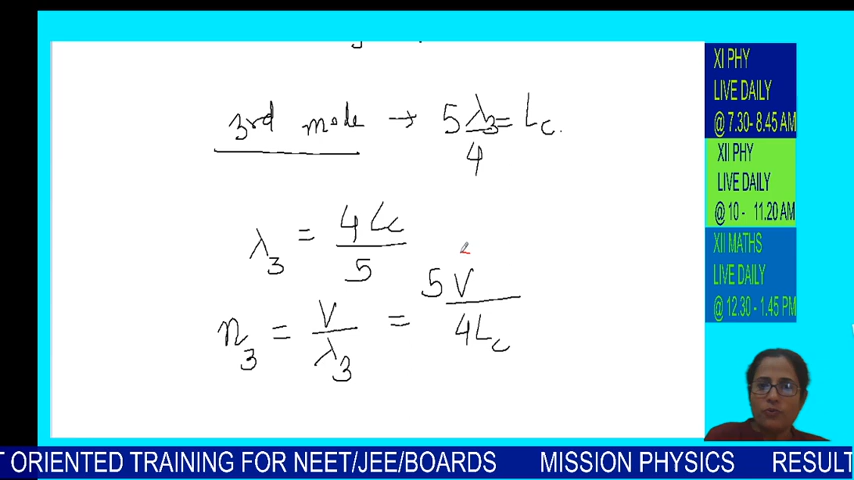 3rd mode → 5λ3/4 = Lc.
λ3 = 4Lc/5
n3 = V/λ3 = 5V/4Lc
XI PHY
LIVE DAILY
@ 7.30- 8.45 AM
XII PHY
LIVE DAILY
@ 10 - 11.20 AM
XII MATHS
LIVE DAILY
@ 12.30 - 1.45 PM
T ORIENTED TRAINING FOR NEET/JEE/BOARDS MISSION PHYSICS RESULT